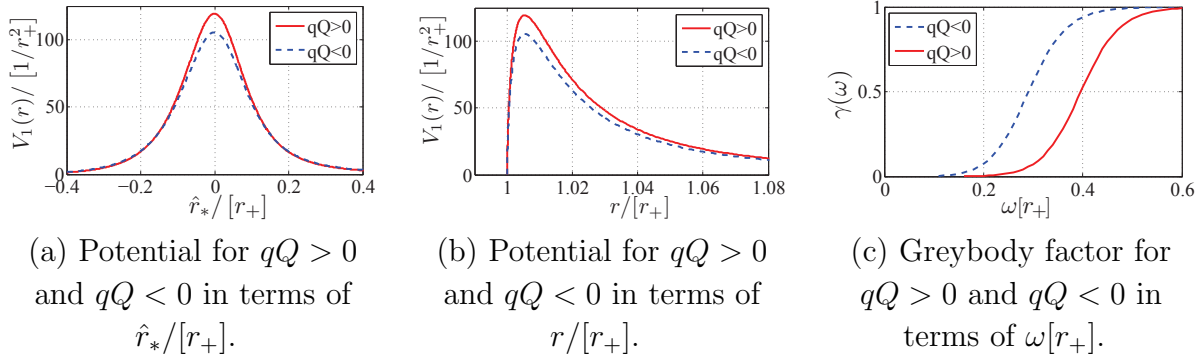 qQ>0
qQ<0
V₁(r)/ [1/r₊²]
100
50
0
−0.4
−0.2
0
0.2
0.4
r̂*/[r₊]
qQ>0
qQ<0
V₁(r)/ [1/r₊²]
100
50
0
1
1.02
1.04
1.06
1.08
r/[r₊]
qQ<0
qQ>0
γ(ω)
1
0.5
0
0
0.2
0.4
0.6
ω[r₊]
(a) Potential for qQ > 0
and qQ < 0 in terms of
r̂*/[r₊].
(b) Potential for qQ > 0
and qQ < 0 in terms of
r/[r₊].
(c) Greybody factor for
qQ > 0 and qQ < 0 in
terms of ω[r₊].